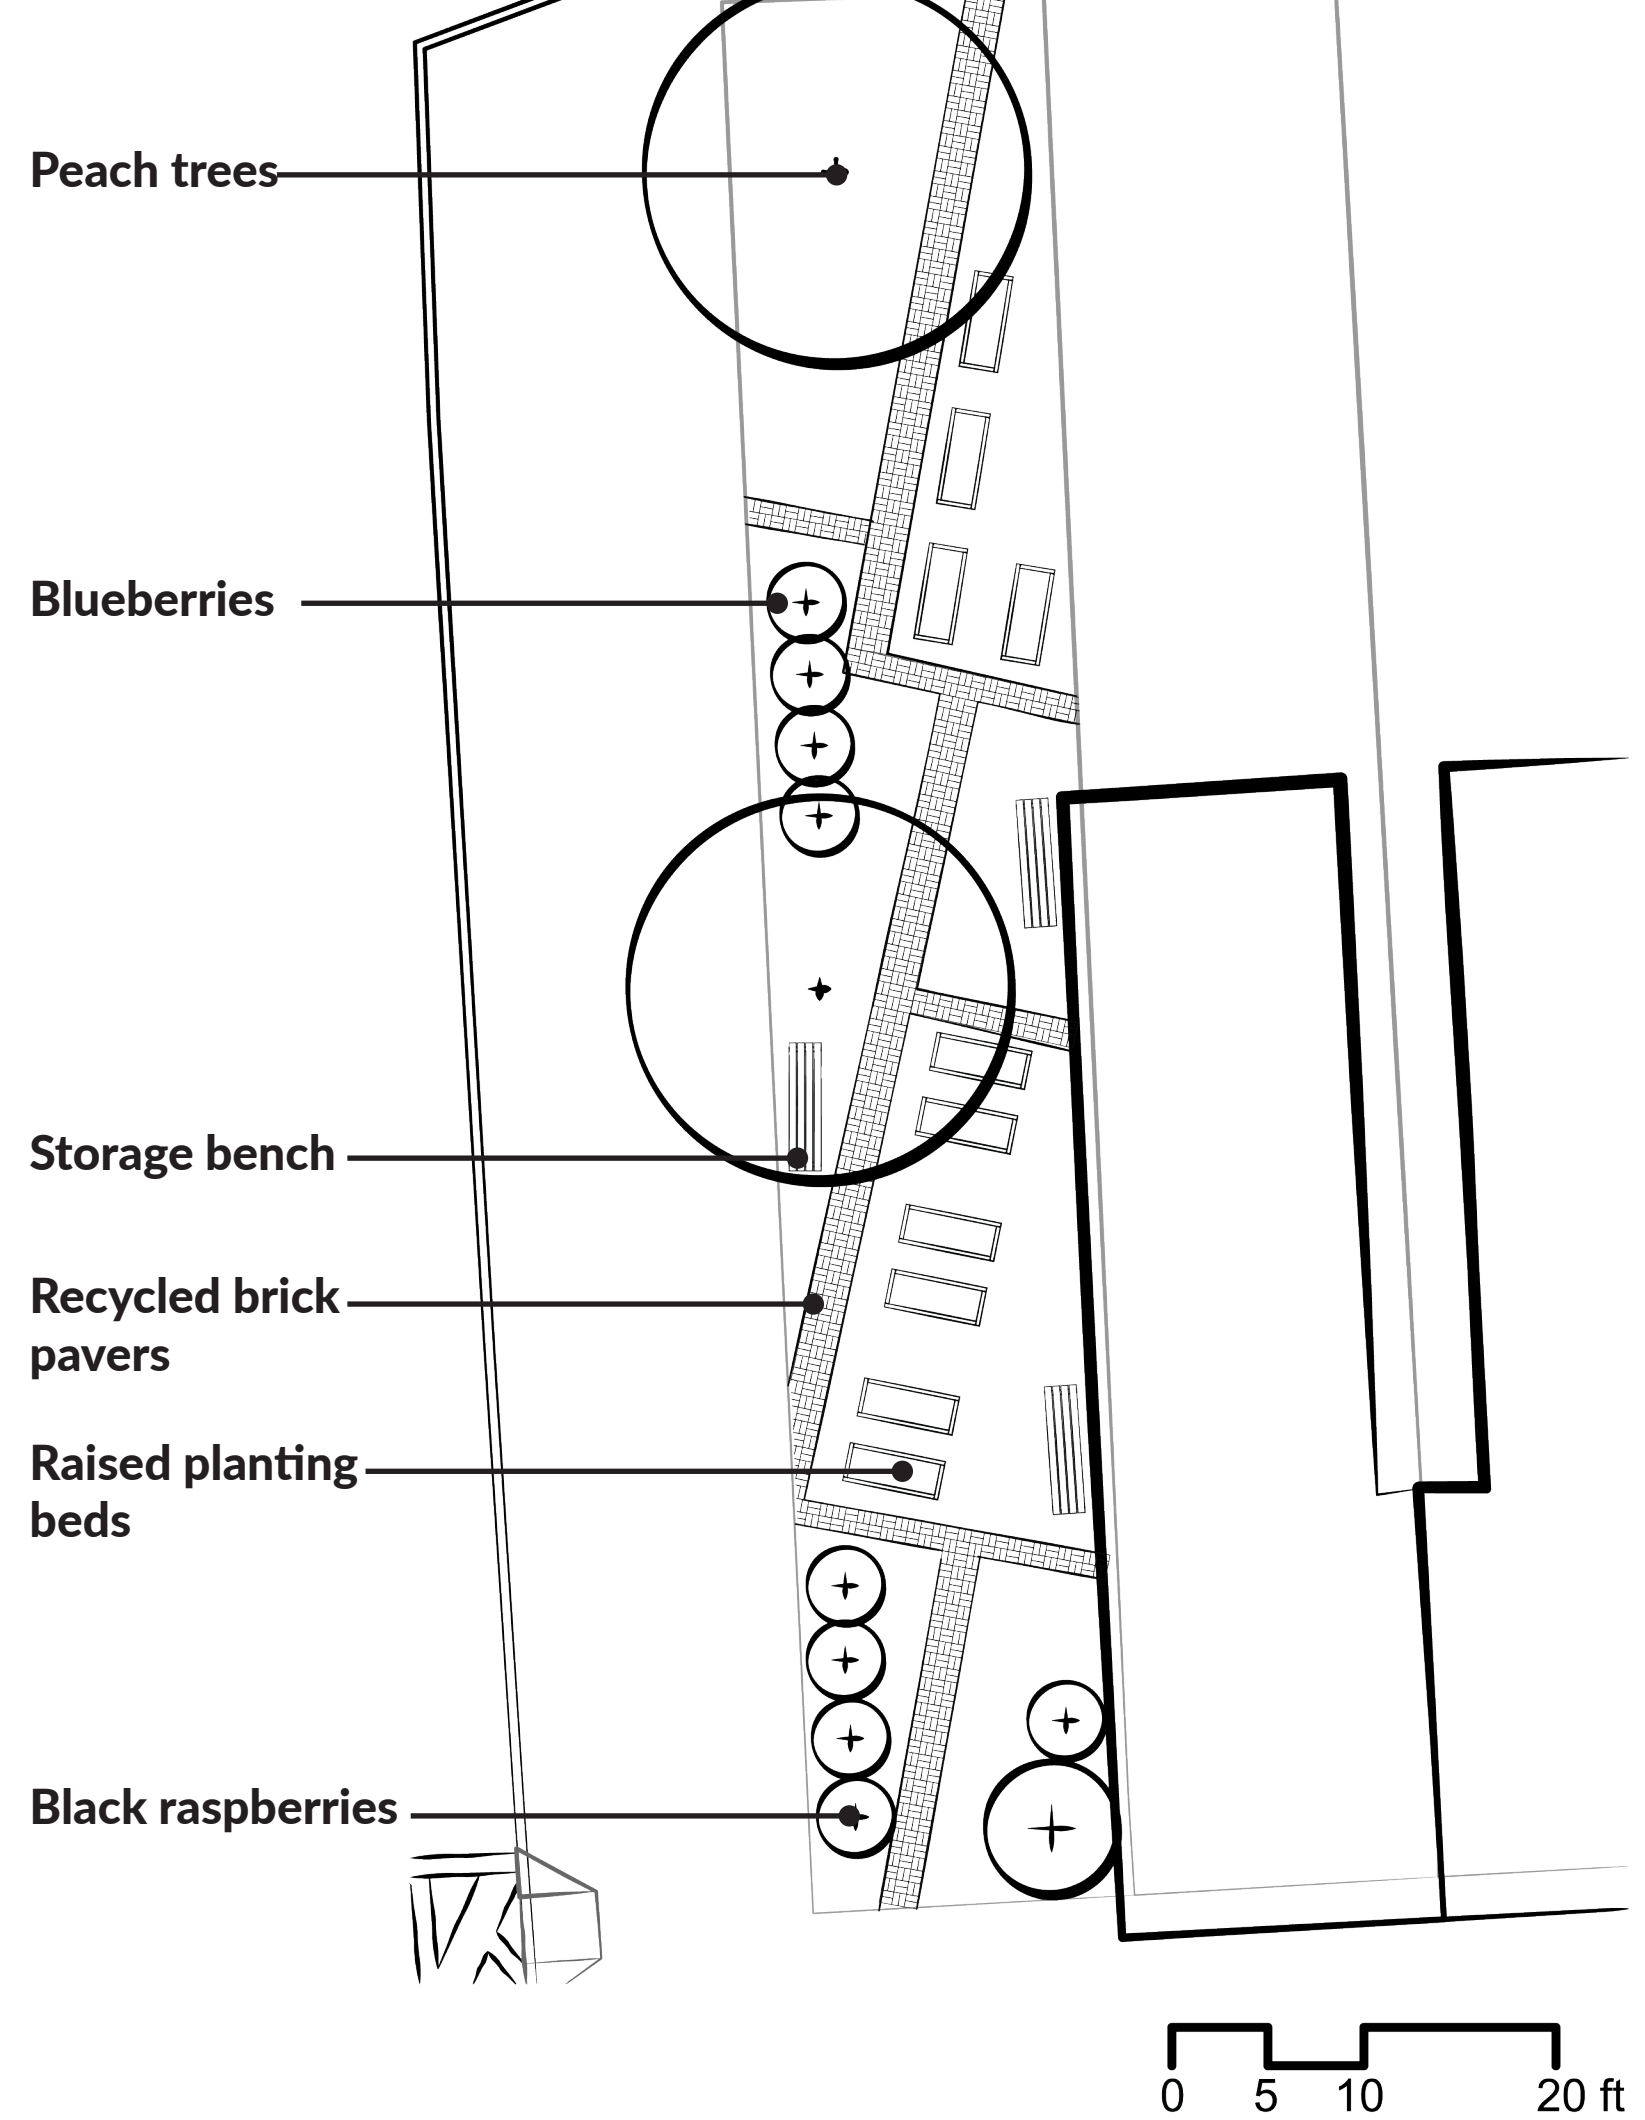 Peach trees
Blueberries
Storage bench
Recycled brick
pavers
Raised planting
beds
Black raspberries
0 5 10 20 ft